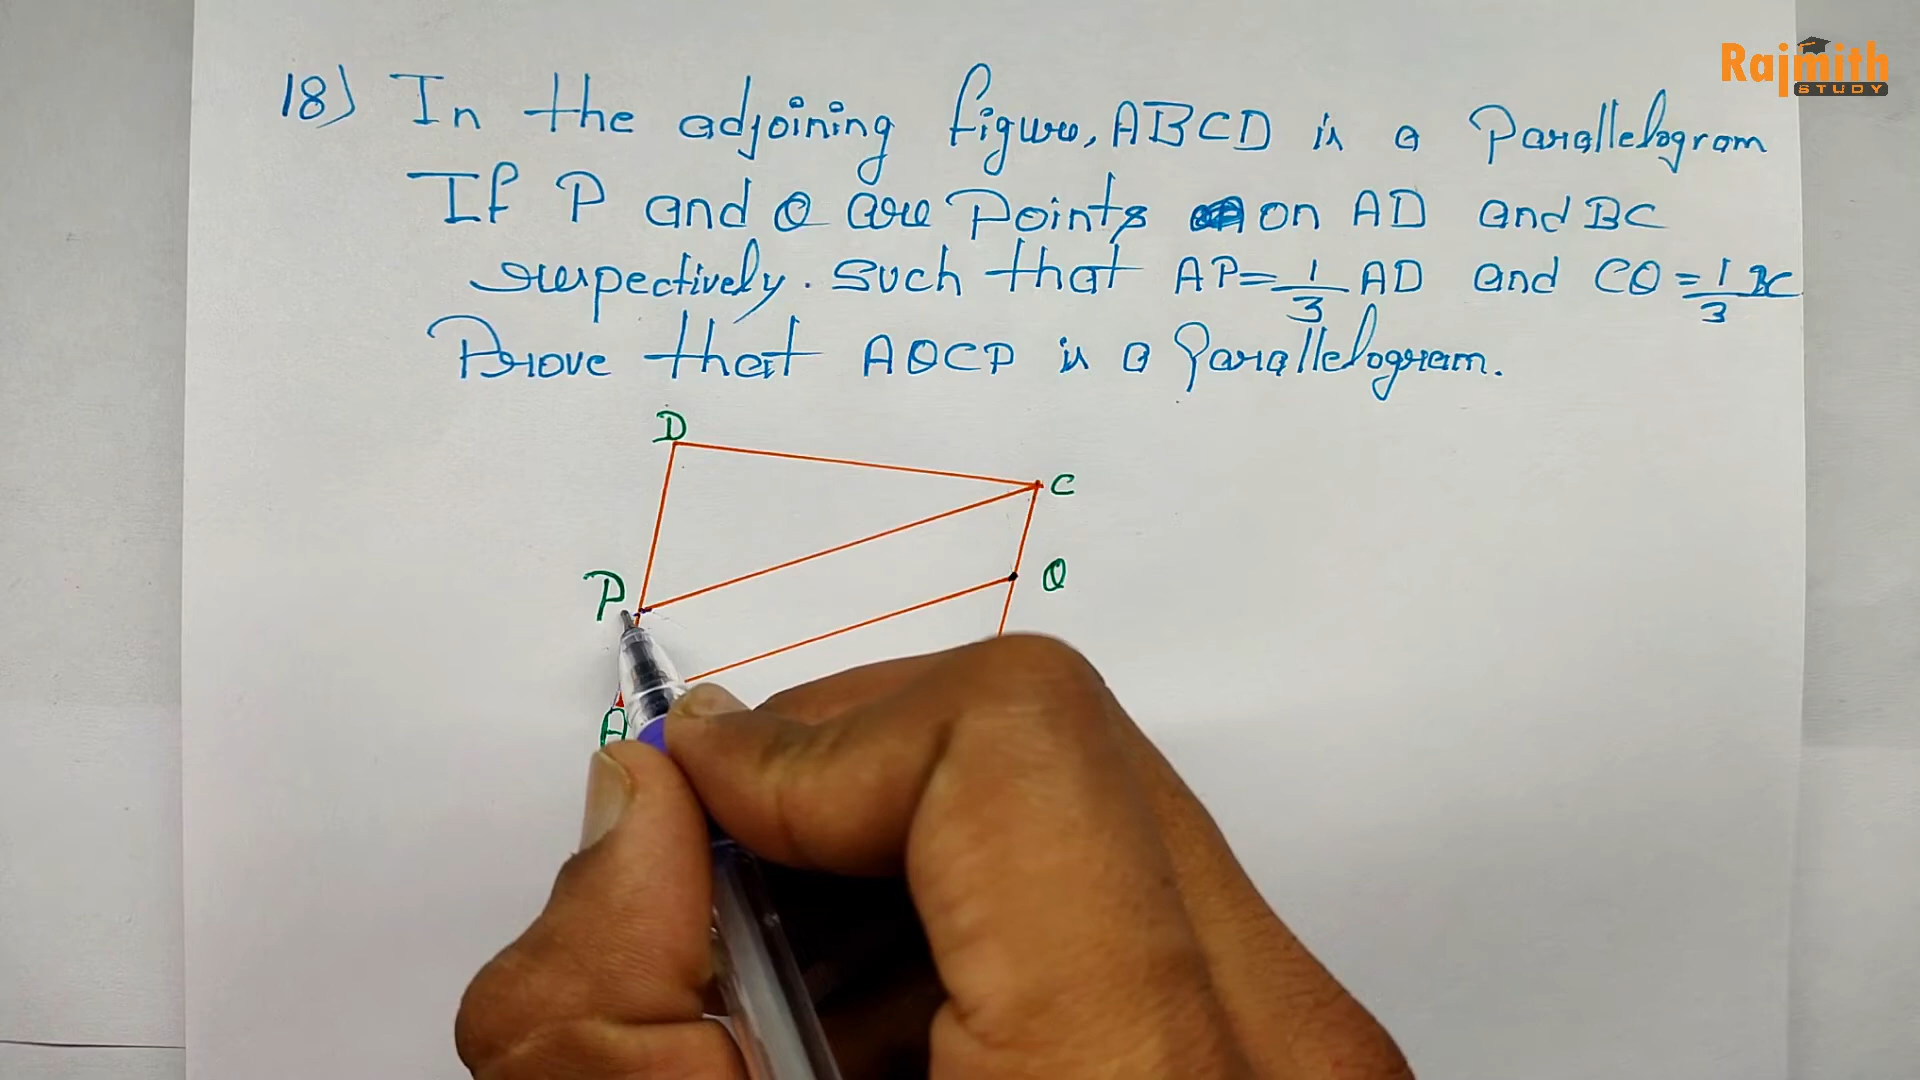 Rajmith
STUDY
18) In the adjoining figure, ABCD is a Parallelogram
If P and Q are Points on AD and BC
respectively. Such that AP=1/3 AD and CQ=1/3 BC
Prove that AQCP is a Parallelogram.
D
C
P
Q
A